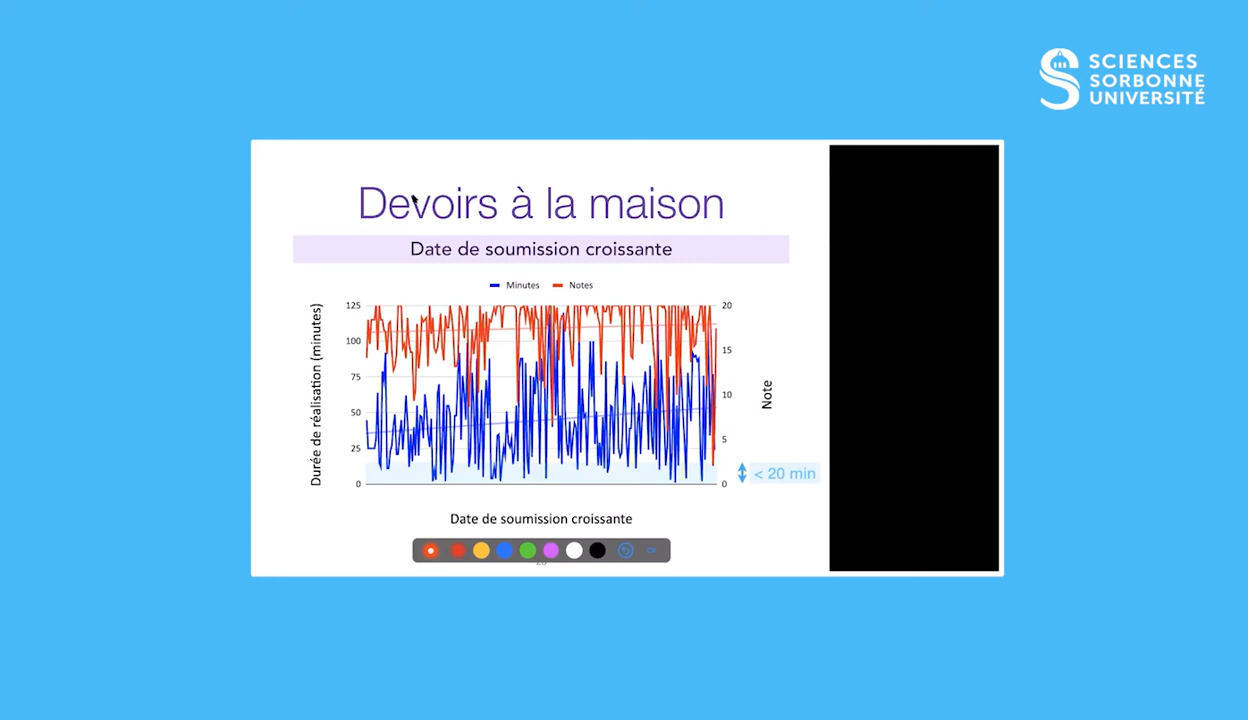 SCIENCES
SORBONNE
UNIVERSITÉ
Devoirs à la maison
Date de soumission croissante
Minutes Notes
Durée de réalisation (minutes)
125
100
75
50
25
0
20
15
10
5
0
Note
< 20 min
Date de soumission croissante